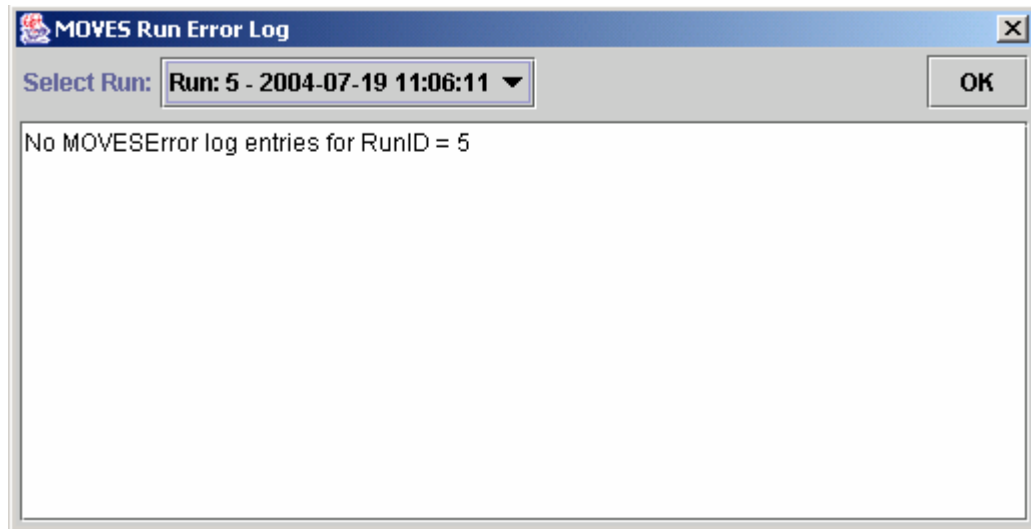 MOVES Run Error Log
Select Run: Run: 5 - 2004-07-19 11:06:11 OK
No MOVESError log entries for RunID = 5